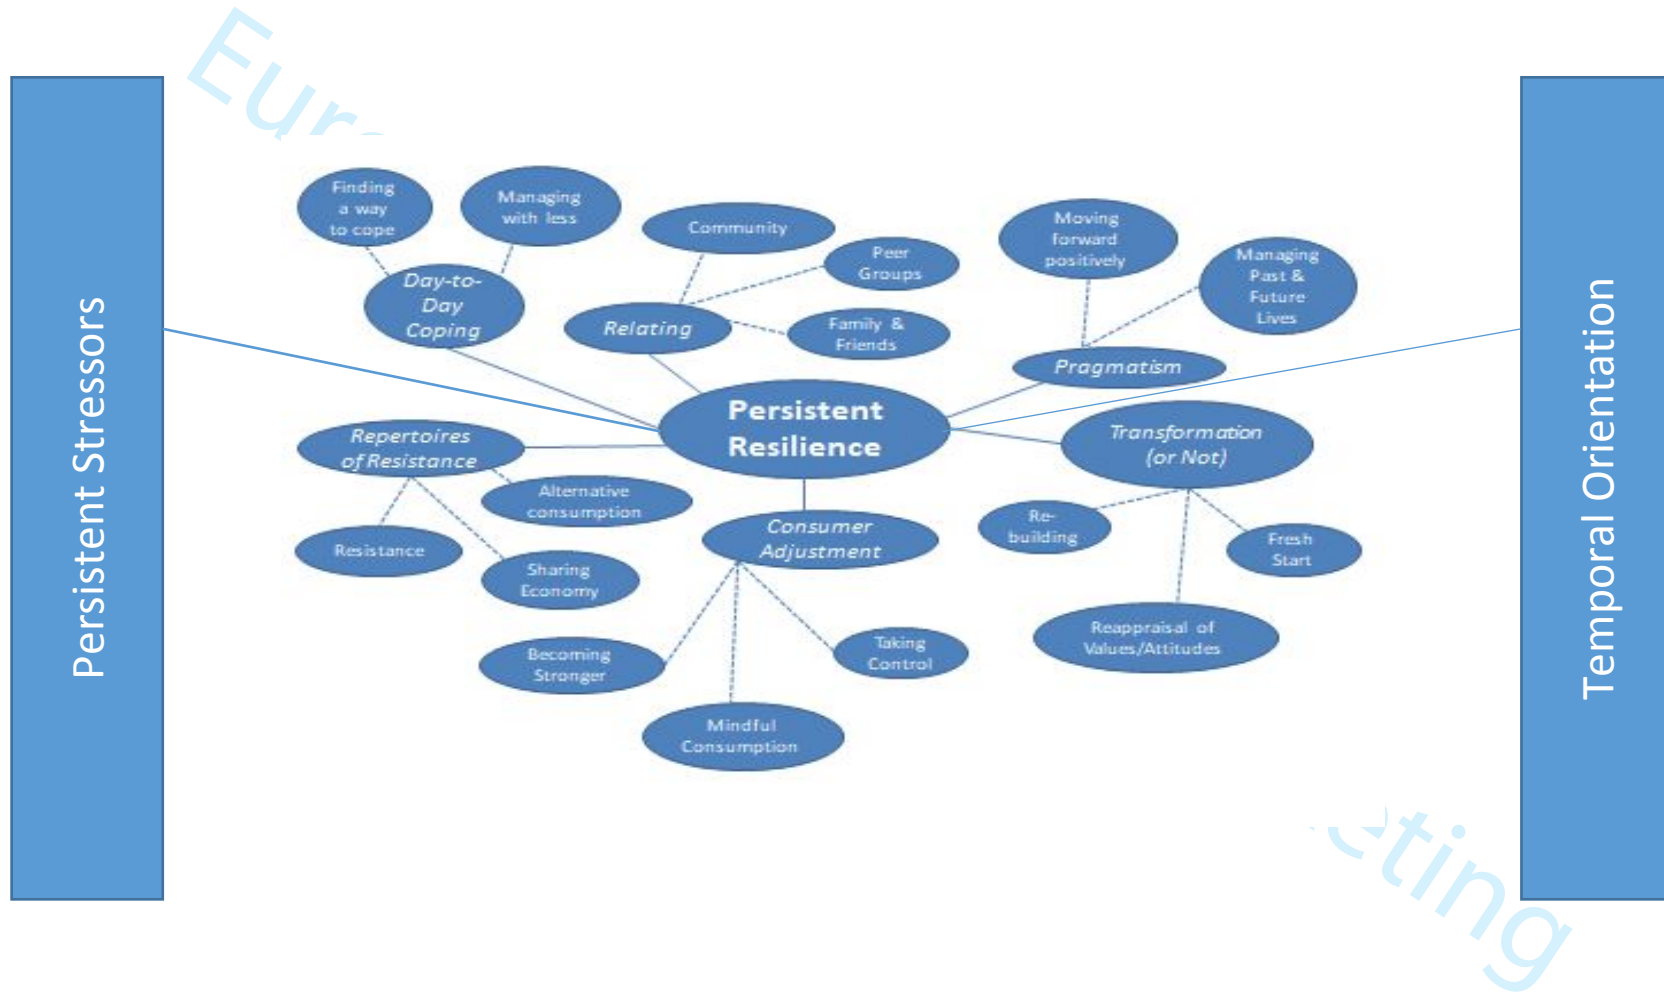 Persistent Stressors
Finding
a way
to cope
Managing
with less
Day-to-
Day
Coping
Community
Peer
Groups
Relating
Family &
Friends
Moving
forward
positively
Managing
Past &
Future
Lives
Pragmatism
Persistent
Resilience
Repertoires
of Resistance
Alternative
consumption
Resistance
Sharing
Economy
Consumer
Adjustment
Becoming
Stronger
Mindful
Consumption
Taking
Control
Transformation
(or Not)
Re-
building
Fresh
Start
Reappraisal of
Values/Attitudes
Temporal Orientation